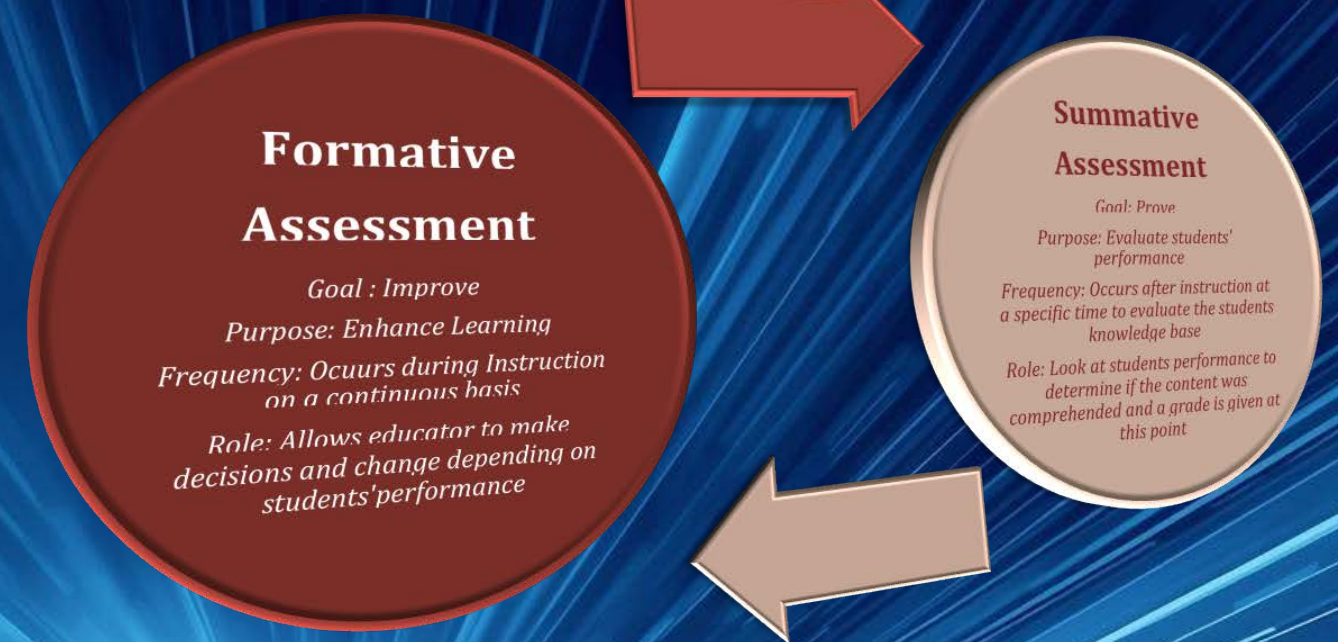 Formative
Assessment
Goal : Improve
Purpose: Enhance Learning
Frequency: Ocuurs during Instruction
on a continuous basis
Role: Allows educator to make
decisions and change depending on
students'performance
Summative
Assessment
Goal: Prove
Purpose: Evaluate students'
performance
Frequency: Occurs after instruction at
a specific time to evaluate the students
knowledge base
Role: Look at students performance to
determine if the content was
comprehended and a grade is given at
this point